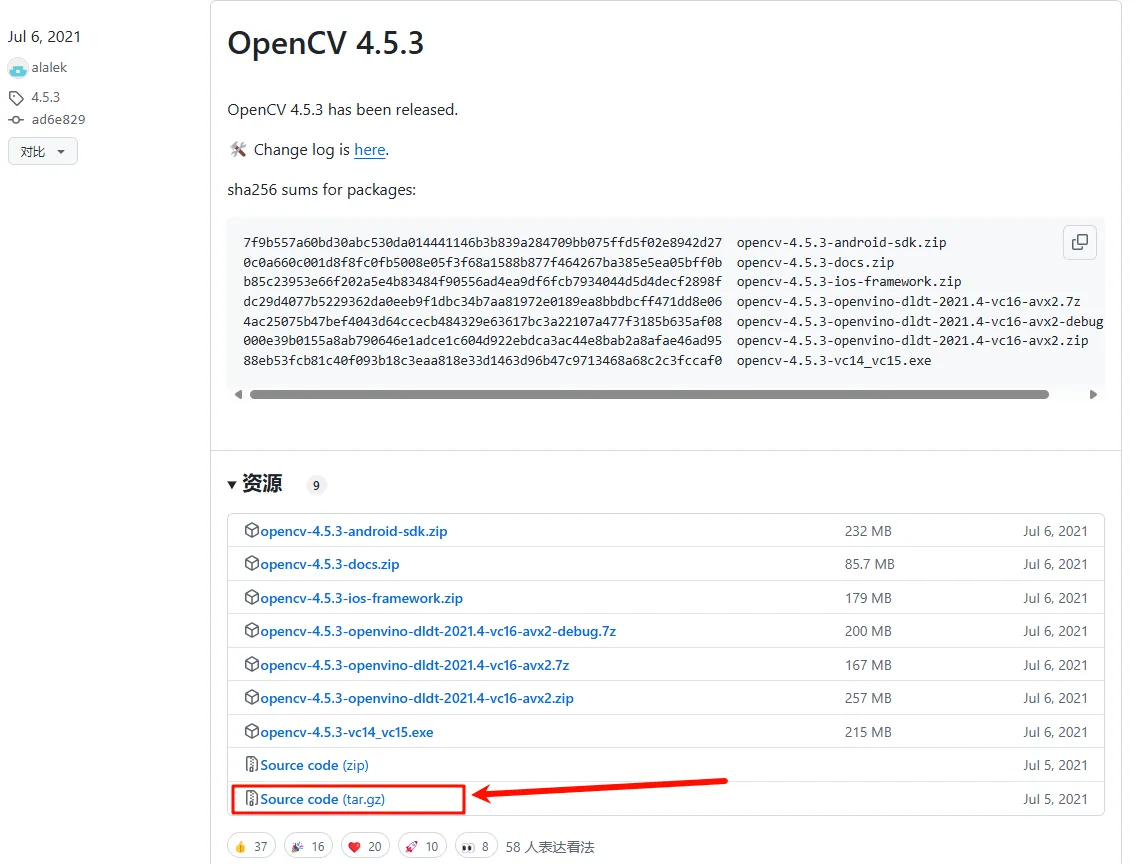 Jul 6, 2021
alalek
4.5.3
ad6e829
对比
OpenCV 4.5.3
OpenCV 4.5.3 has been released.
🛠 Change log is here.
sha256 sums for packages:
7f9b557a60bd30abc530da014441146b3b839a284709bb075ffd5f02e8942d27 opencv-4.5.3-android-sdk.zip
0c0a660c001d8f8fc0fb5008e05f3f68a1588b877f464267ba385e5ea05bff0b opencv-4.5.3-docs.zip
b85c23953e66f202a5e4b83484f90556ad4ea9df6fcb7934044d5d4decf2898f opencv-4.5.3-ios-framework.zip
dc29d4077b5229362da0eeb9f1dbc34b7aa81972e0189ea8bbdbcff471dd8e06 opencv-4.5.3-openvino-dldt-2021.4-vc16-avx2.7z
4ac25075b47bef4043d64ccecb484329e63617bc3a22107a477f3185b635af08 opencv-4.5.3-openvino-dldt-2021.4-vc16-avx2-debug
000e39b0155a8ab790646e1adce1c604d922ebdca3ac44e8bab2a8afae46ad95 opencv-4.5.3-openvino-dldt-2021.4-vc16-avx2.zip
88eb53fcb81c40f093b18c3eaa818e33d1463d96b47c9713468a68c2c3fccaf0 opencv-4.5.3-vc14_vc15.exe
资源 9
opencv-4.5.3-android-sdk.zip 232 MB Jul 6, 2021
opencv-4.5.3-docs.zip 85.7 MB Jul 6, 2021
opencv-4.5.3-ios-framework.zip 179 MB Jul 6, 2021
opencv-4.5.3-openvino-dldt-2021.4-vc16-avx2-debug.7z 200 MB Jul 6, 2021
opencv-4.5.3-openvino-dldt-2021.4-vc16-avx2.7z 167 MB Jul 6, 2021
opencv-4.5.3-openvino-dldt-2021.4-vc16-avx2.zip 257 MB Jul 6, 2021
opencv-4.5.3-vc14_vc15.exe 215 MB Jul 6, 2021
Source code (zip) Jul 5, 2021
Source code (tar.gz) Jul 5, 2021
👍 37 🎉 16 ❤️ 20 🚀 10 👀 8 58 人表达看法